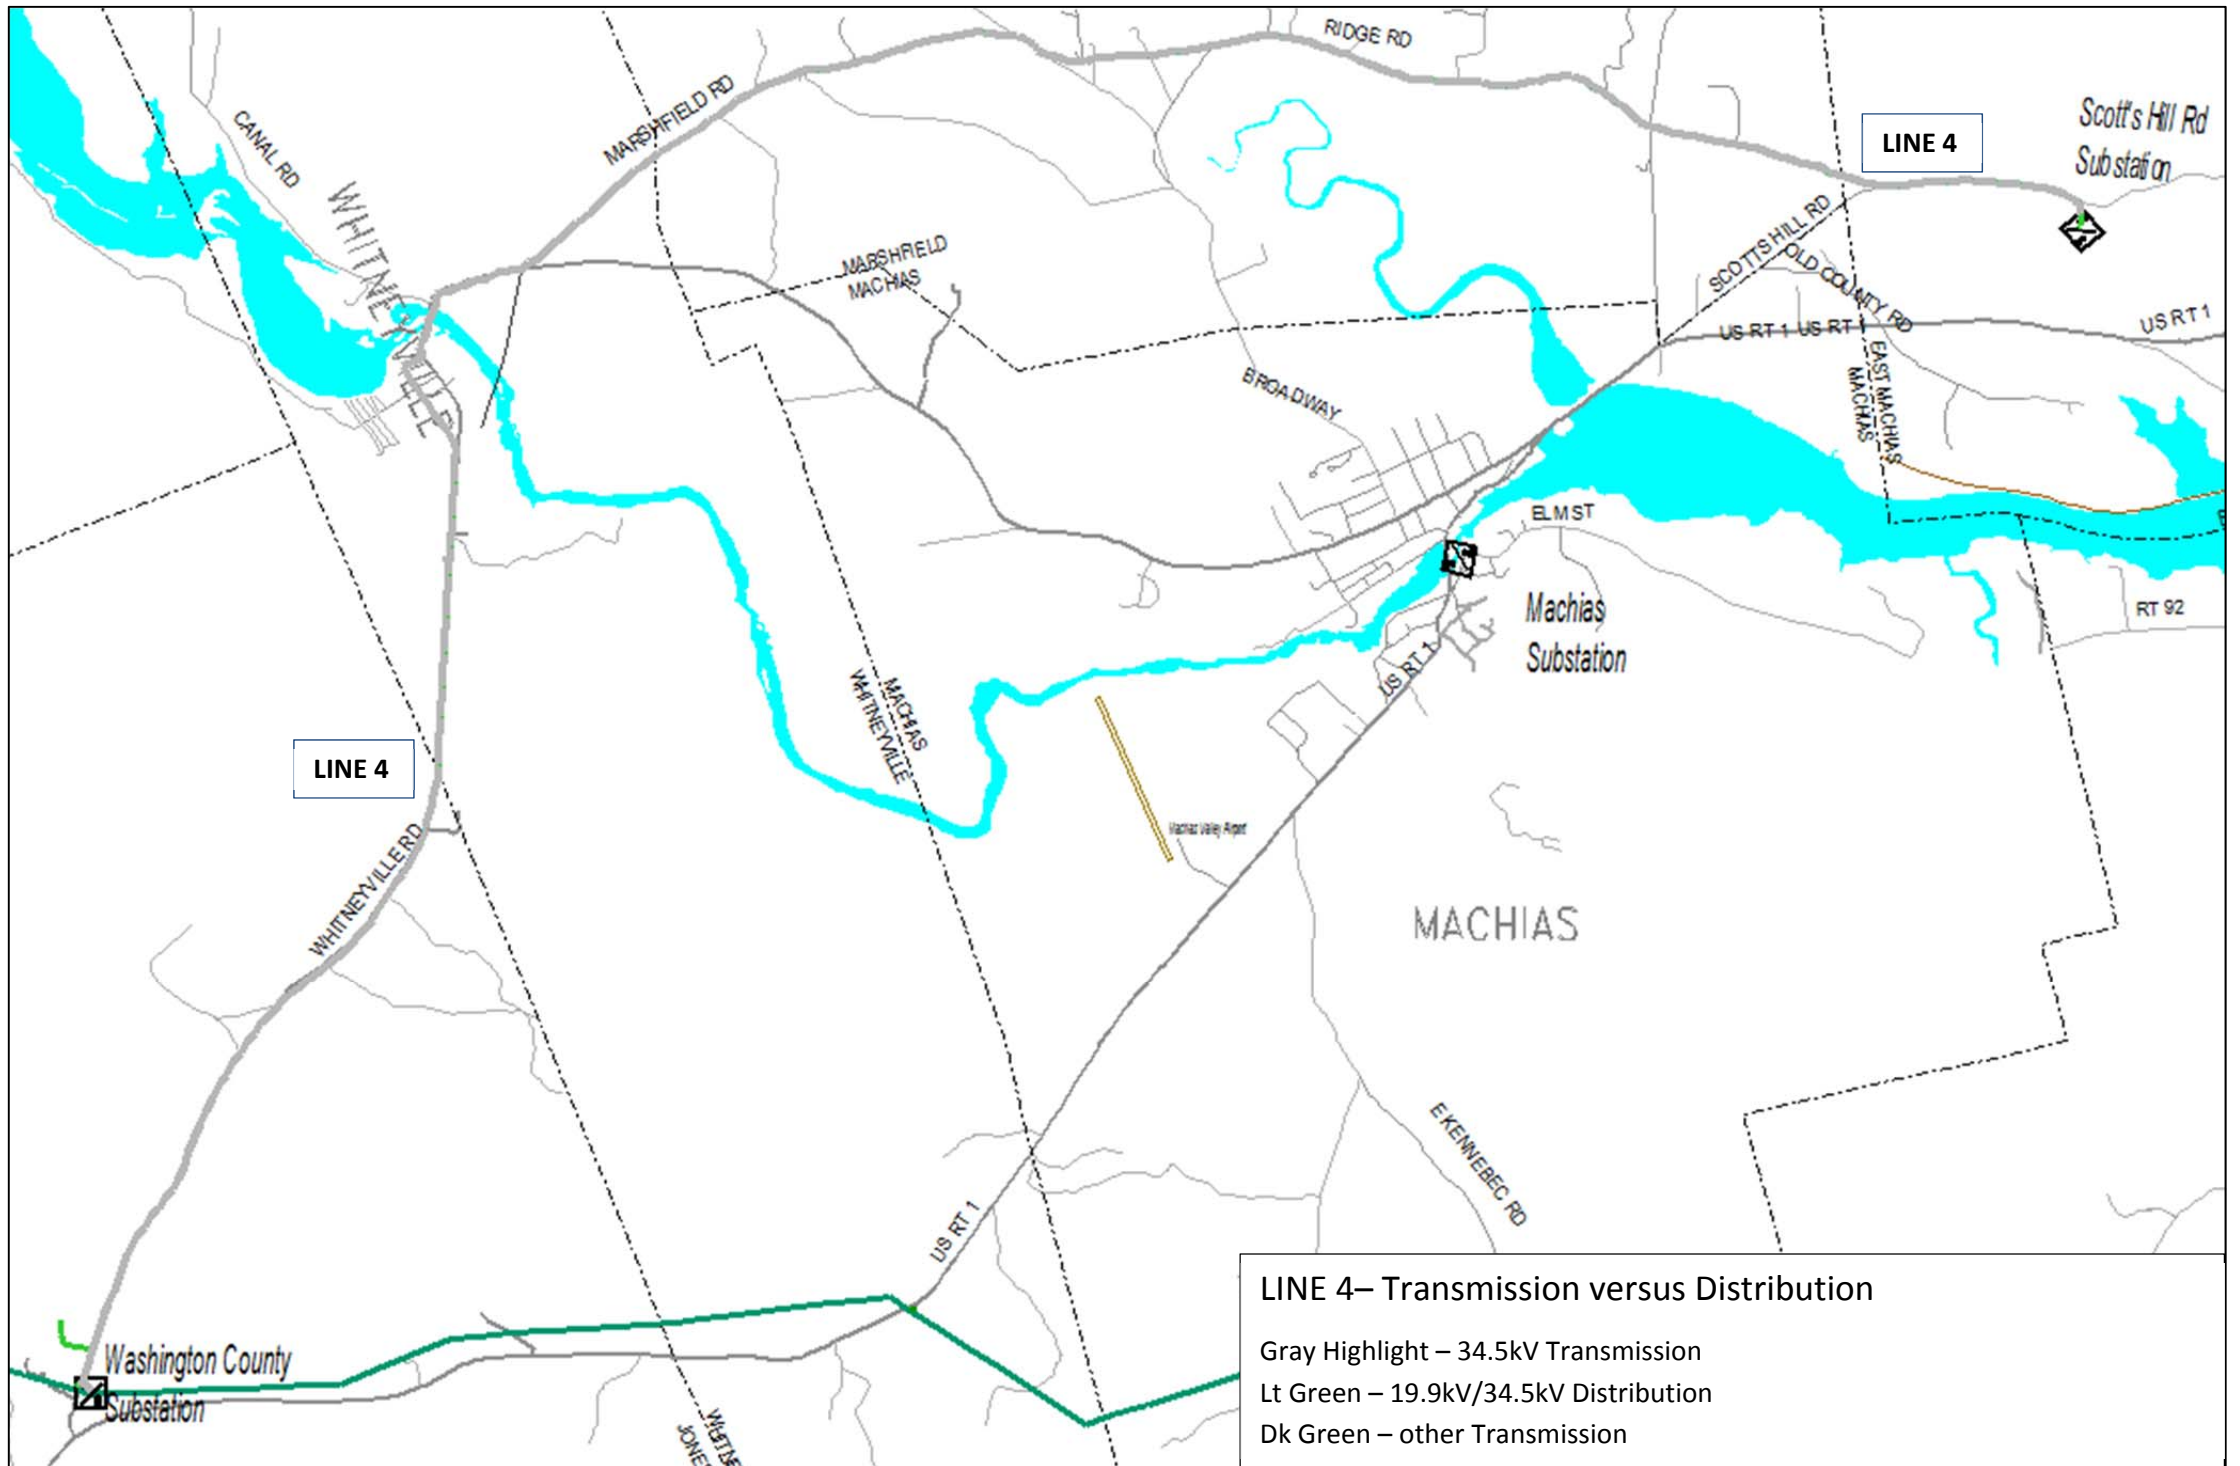 RIDGE RD
MARSHFIELD RD
CANAL RD
WHITNEYVILLE
LINE 4
Scott's Hill Rd
Substation
SCOTTS HILL RD
OLD COUNTY RD
MARSHFIELD
MACHIAS
US RT 1 US RT 1
US RT 1
EAST MACHIAS
MACHIAS
BROADWAY
ELM ST
RT 92
Machias
Substation
US RT 1
MACHIAS
WHITNEYVILLE
LINE 4
Machias Valley Airport
WHITNEYVILLE RD
MACHIAS
E KENNEBEC RD
US RT 1
Washington County
Substation
LINE 4– Transmission versus Distribution
Gray Highlight – 34.5kV Transmission
Lt Green – 19.9kV/34.5kV Distribution
Dk Green – other Transmission